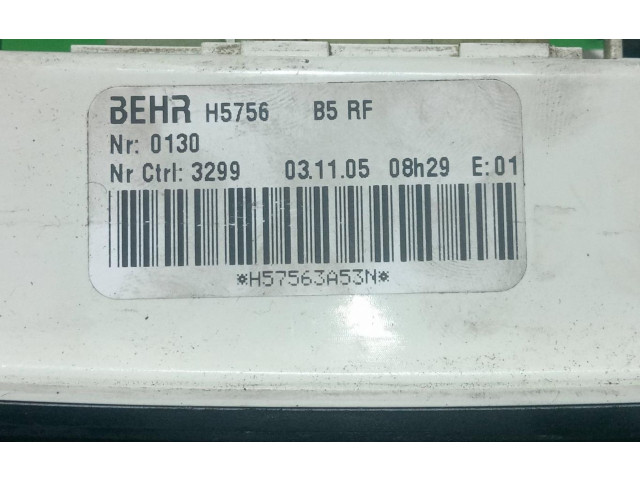 BEHR H5756 B5 RF
Nr: 0130
Nr Ctrl: 3299 03.11.05 08h29 E:01
*H57563A53N*